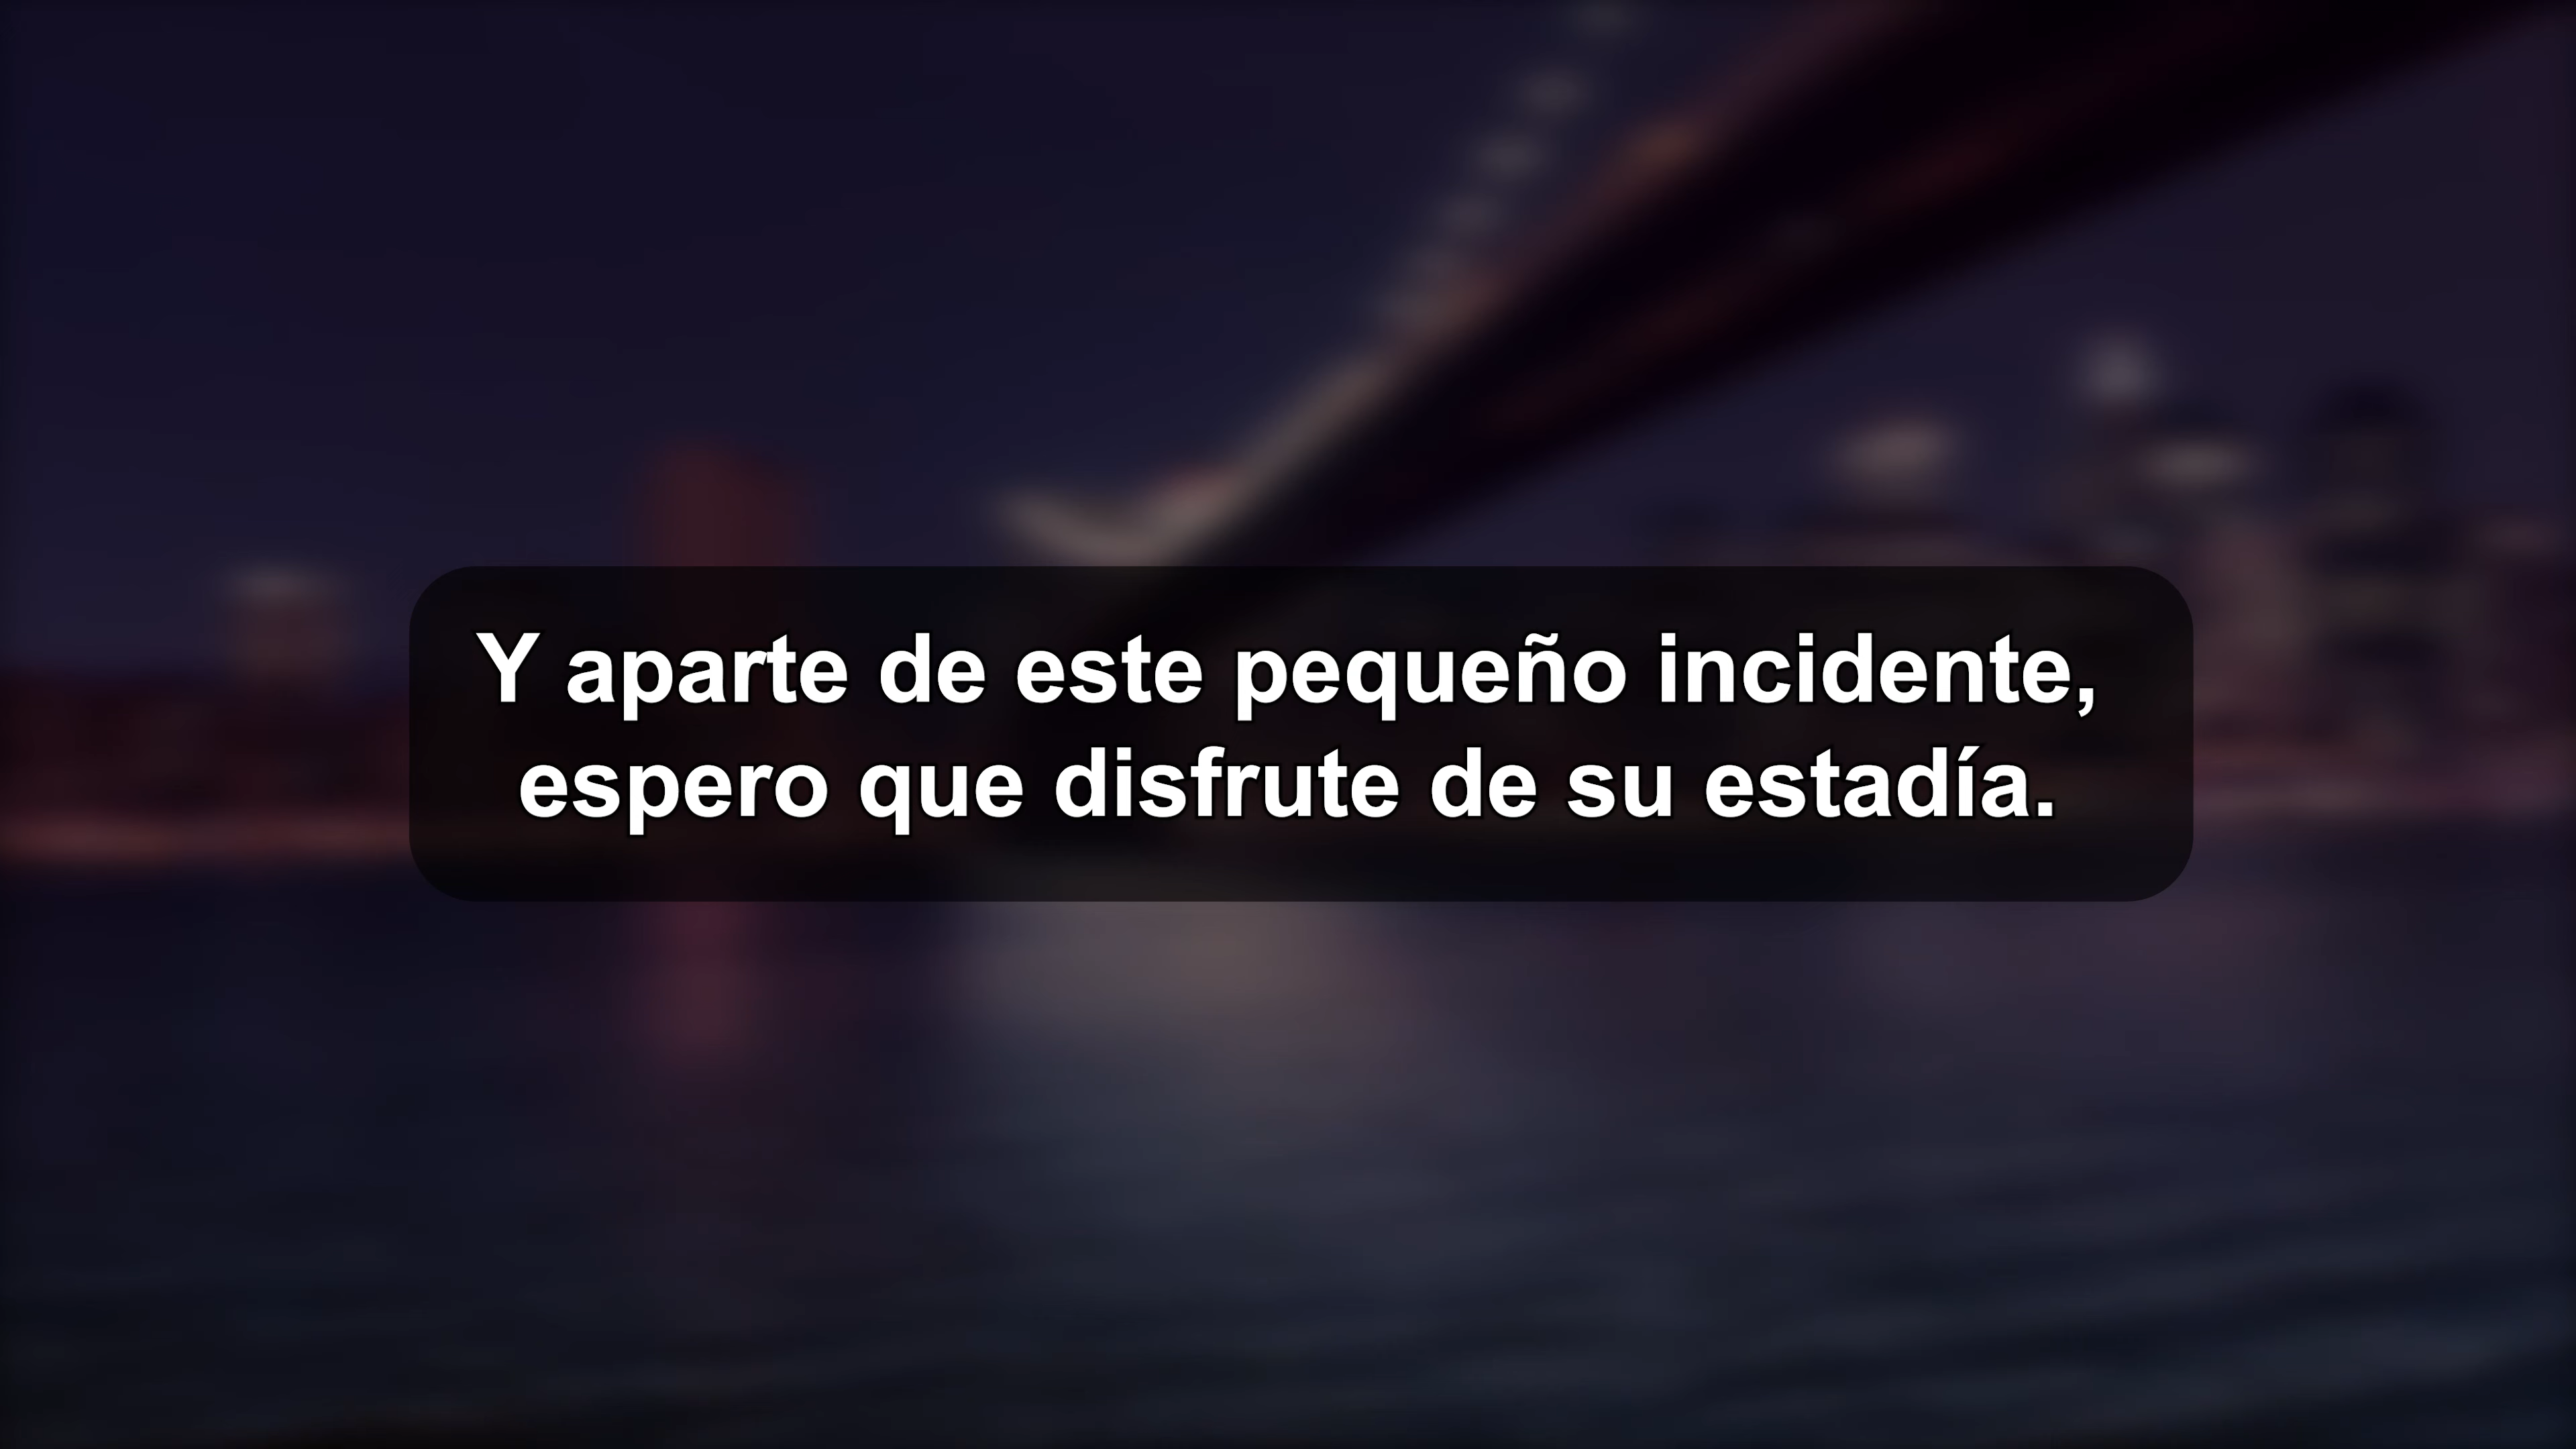 Y aparte de este pequeño incidente,
espero que disfrute de su estadía.